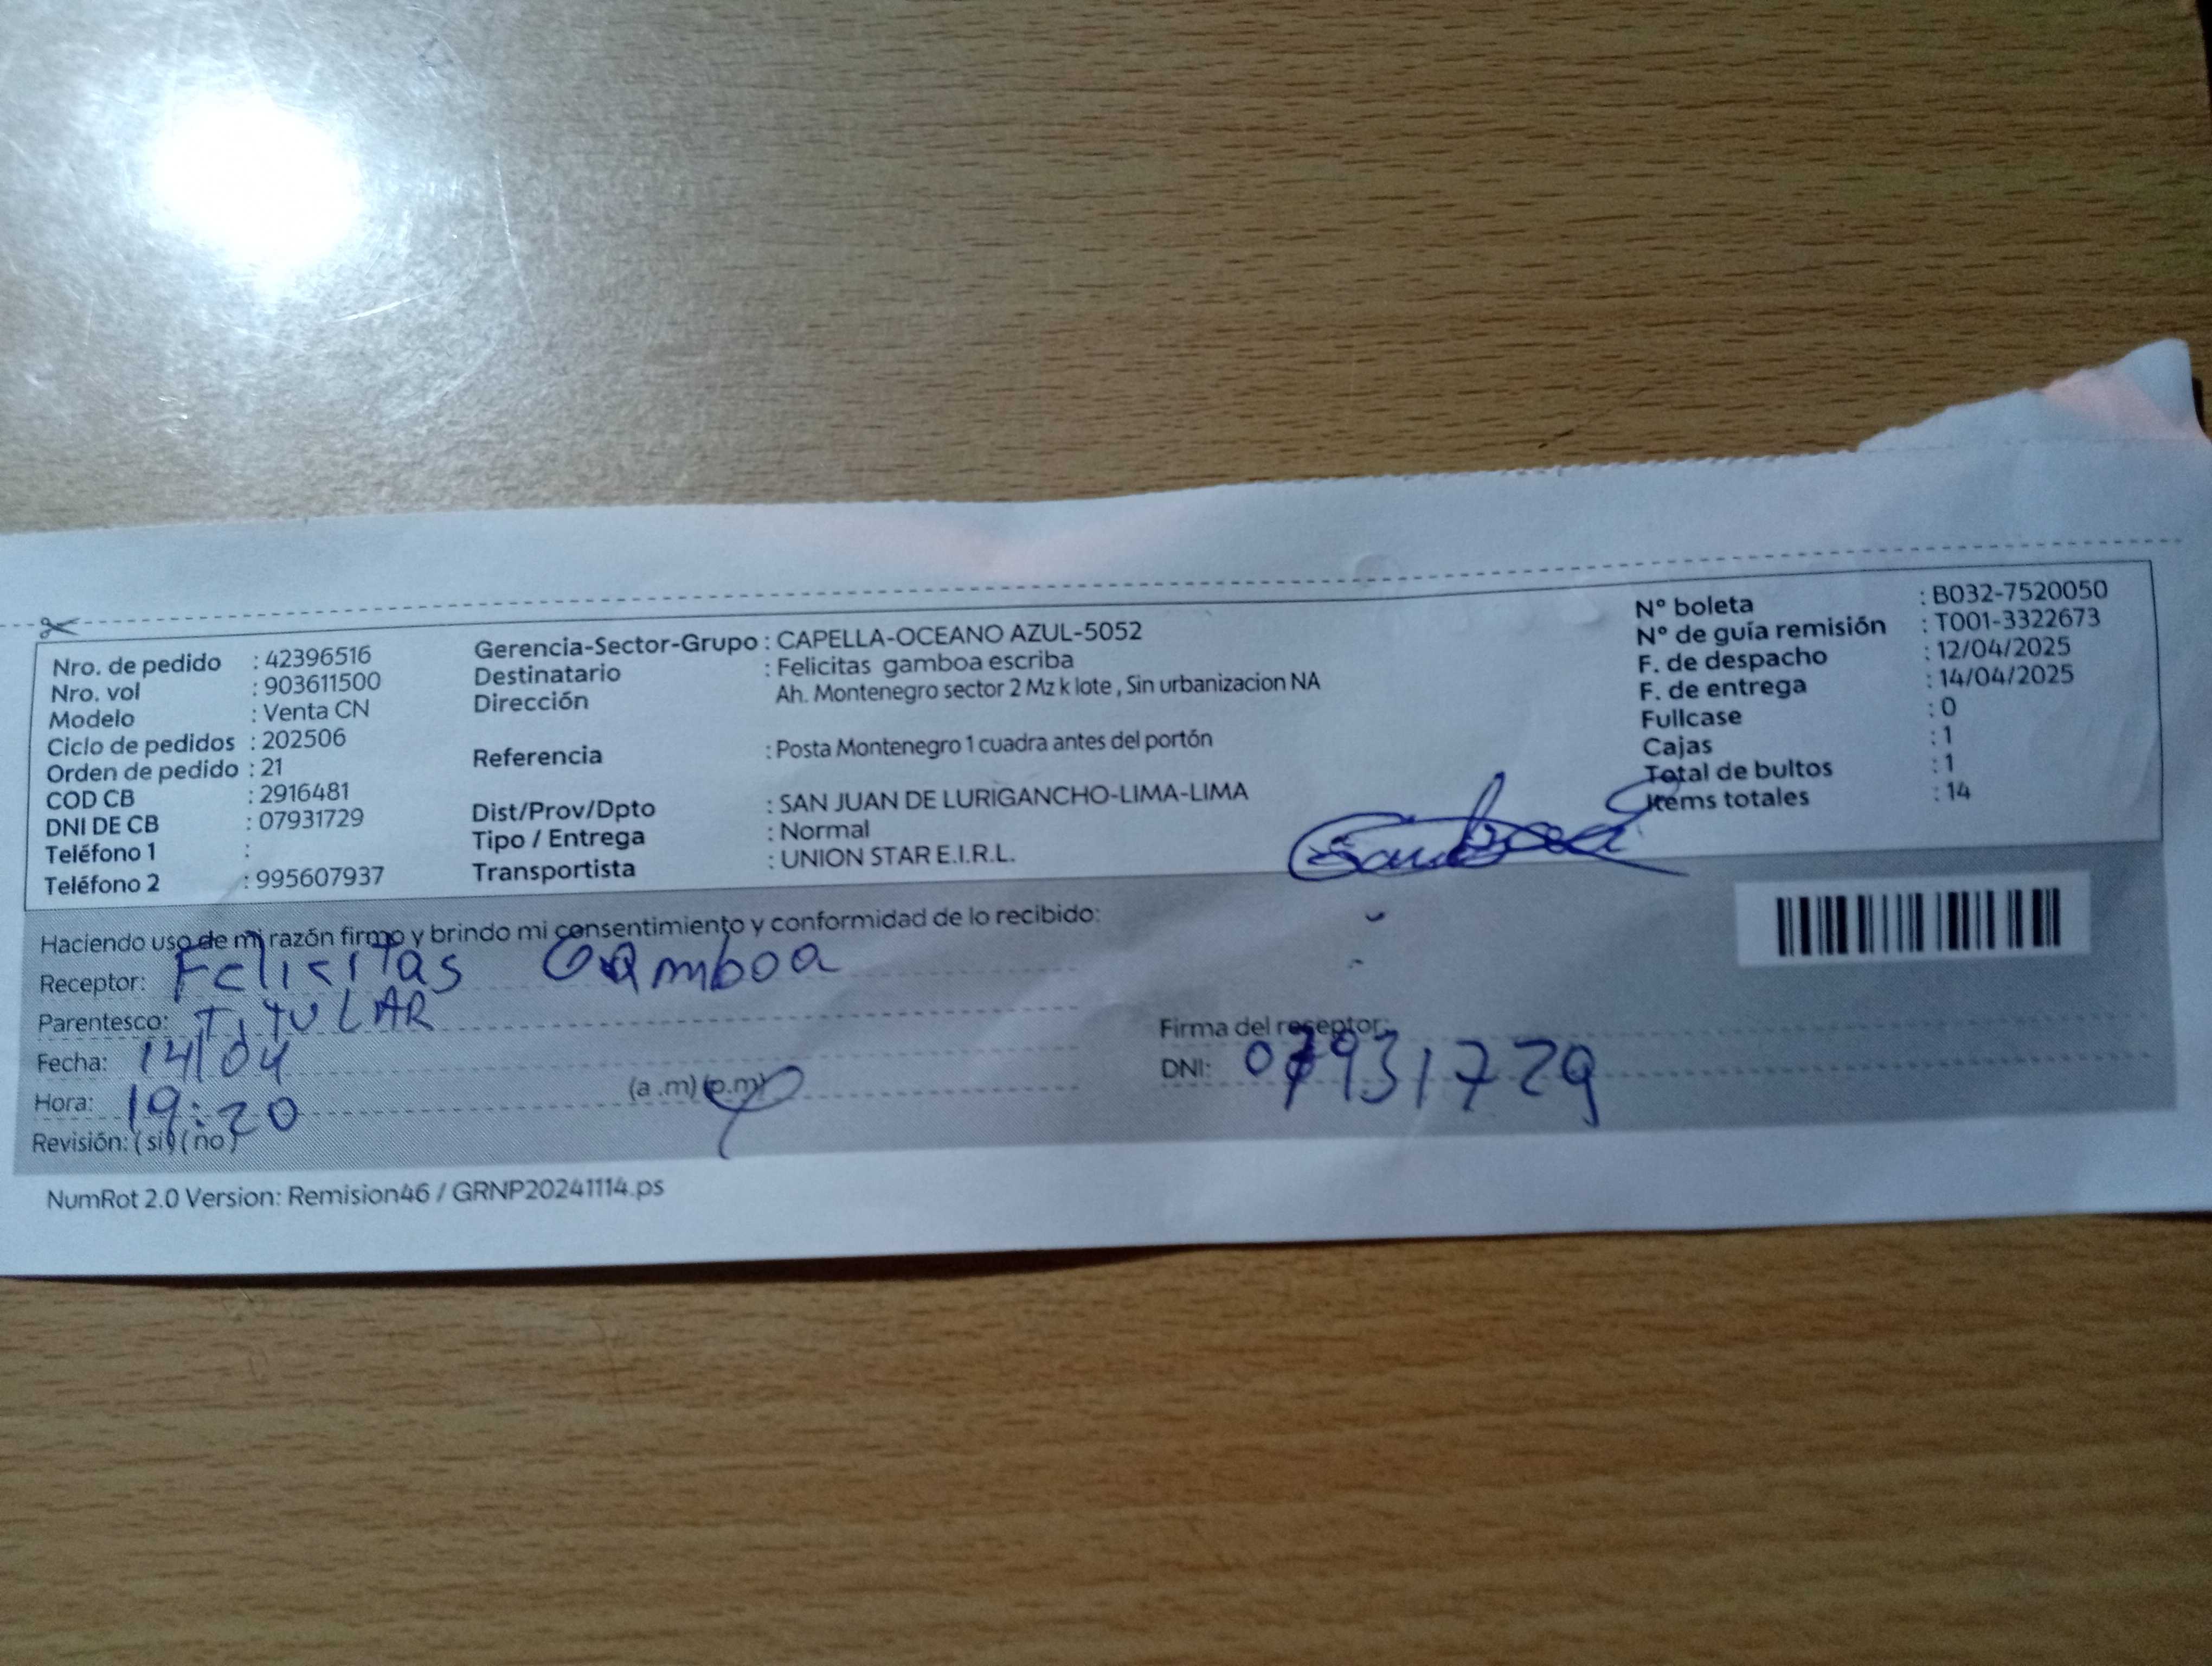 Nro. de pedido : 42396516
Nro. vol : 903611500
Modelo : Venta CN
Ciclo de pedidos : 202506
Orden de pedido : 21
COD CB : 2916481
DNI DE CB : 07931729
Teléfono 1 :
Teléfono 2 : 995607937
Gerencia-Sector-Grupo : CAPELLA-OCEANO AZUL-5052
Destinatario : Felicitas gamboa escriba
Dirección Ah. Montenegro sector 2 Mz k lote , Sin urbanizacion NA
Referencia : Posta Montenegro 1 cuadra antes del portón
Dist/Prov/Dpto : SAN JUAN DE LURIGANCHO-LIMA-LIMA
Tipo / Entrega : Normal
Transportista : UNION STAR E.I.R.L.
N° boleta : B032-7520050
N° de guía remisión : T001-3322673
F. de despacho : 12/04/2025
F. de entrega : 14/04/2025
Fullcase : 0
Cajas : 1
Total de bultos : 1
Items totales : 14
Gamboa
Haciendo uso de mi razón firmo y brindo mi consentimiento y conformidad de lo recibido:
Receptor: Felicitas Gamboa
Parentesco: TITULAR
Fecha: 14/04
Hora: 19:20 (a .m) (p.m)
Revisión: ( si) ( no )
Firma del receptor:
DNI: 07931729
NumRot 2.0 Version: Remision46 / GRNP20241114.ps